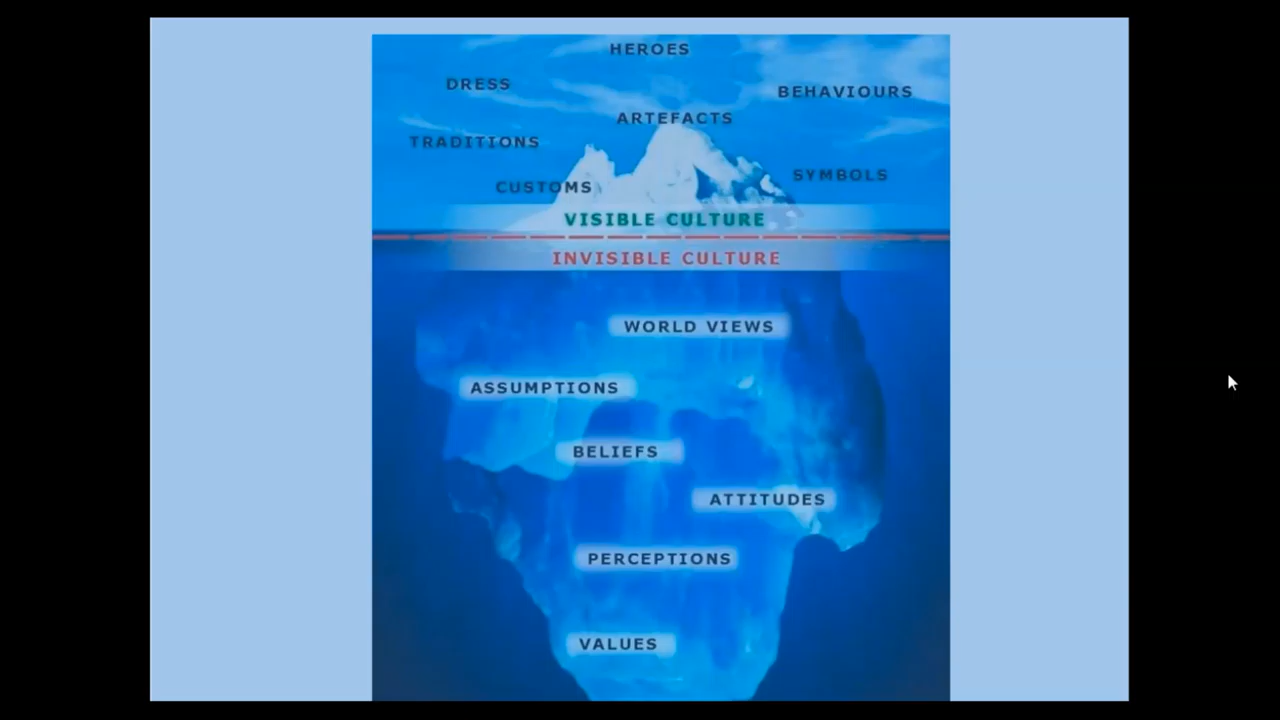 HEROES
DRESS
BEHAVIOURS
ARTEFACTS
TRADITIONS
SYMBOLS
CUSTOMS
VISIBLE CULTURE
INVISIBLE CULTURE
WORLD VIEWS
ASSUMPTIONS
BELIEFS
ATTITUDES
PERCEPTIONS
VALUES